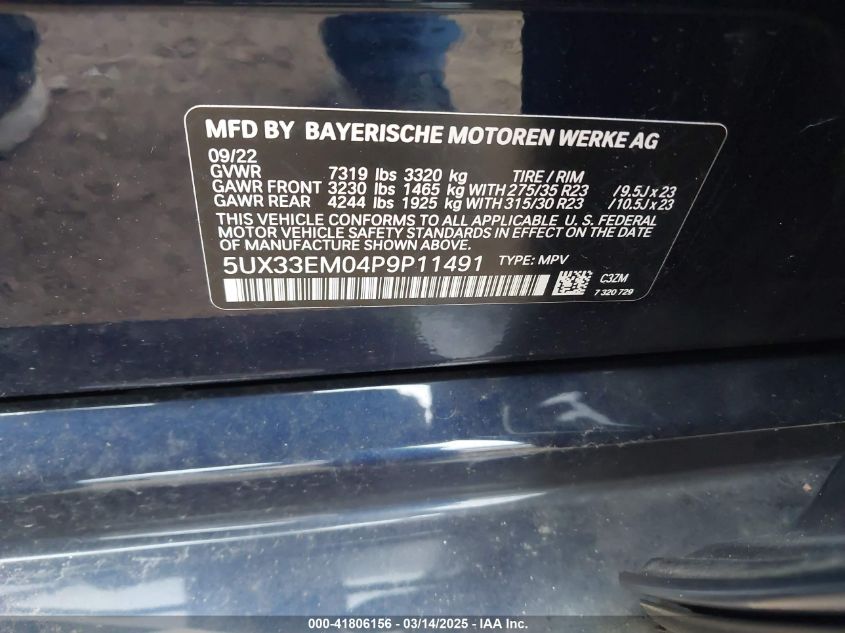 MFD BY BAYERISCHE MOTOREN WERKE AG
09/22
GVWR 7319 lbs 3320 kg TIRE / RIM
GAWR FRONT 3230 lbs 1465 kg WITH 275/35 R23 / 9.5J x 23
GAWR REAR 4244 lbs 1925 kg WITH 315/30 R23 / 10.5J x 23
THIS VEHICLE CONFORMS TO ALL APPLICABLE U. S. FEDERAL
MOTOR VEHICLE SAFETY STANDARDS IN EFFECT ON THE DATE
OF MANUFACTURE SHOWN ABOVE.
5UX33EM04P9P11491 TYPE: MPV
C3ZM
7 320 729
000-41806156 — 03/14/2025 — IAA Inc.